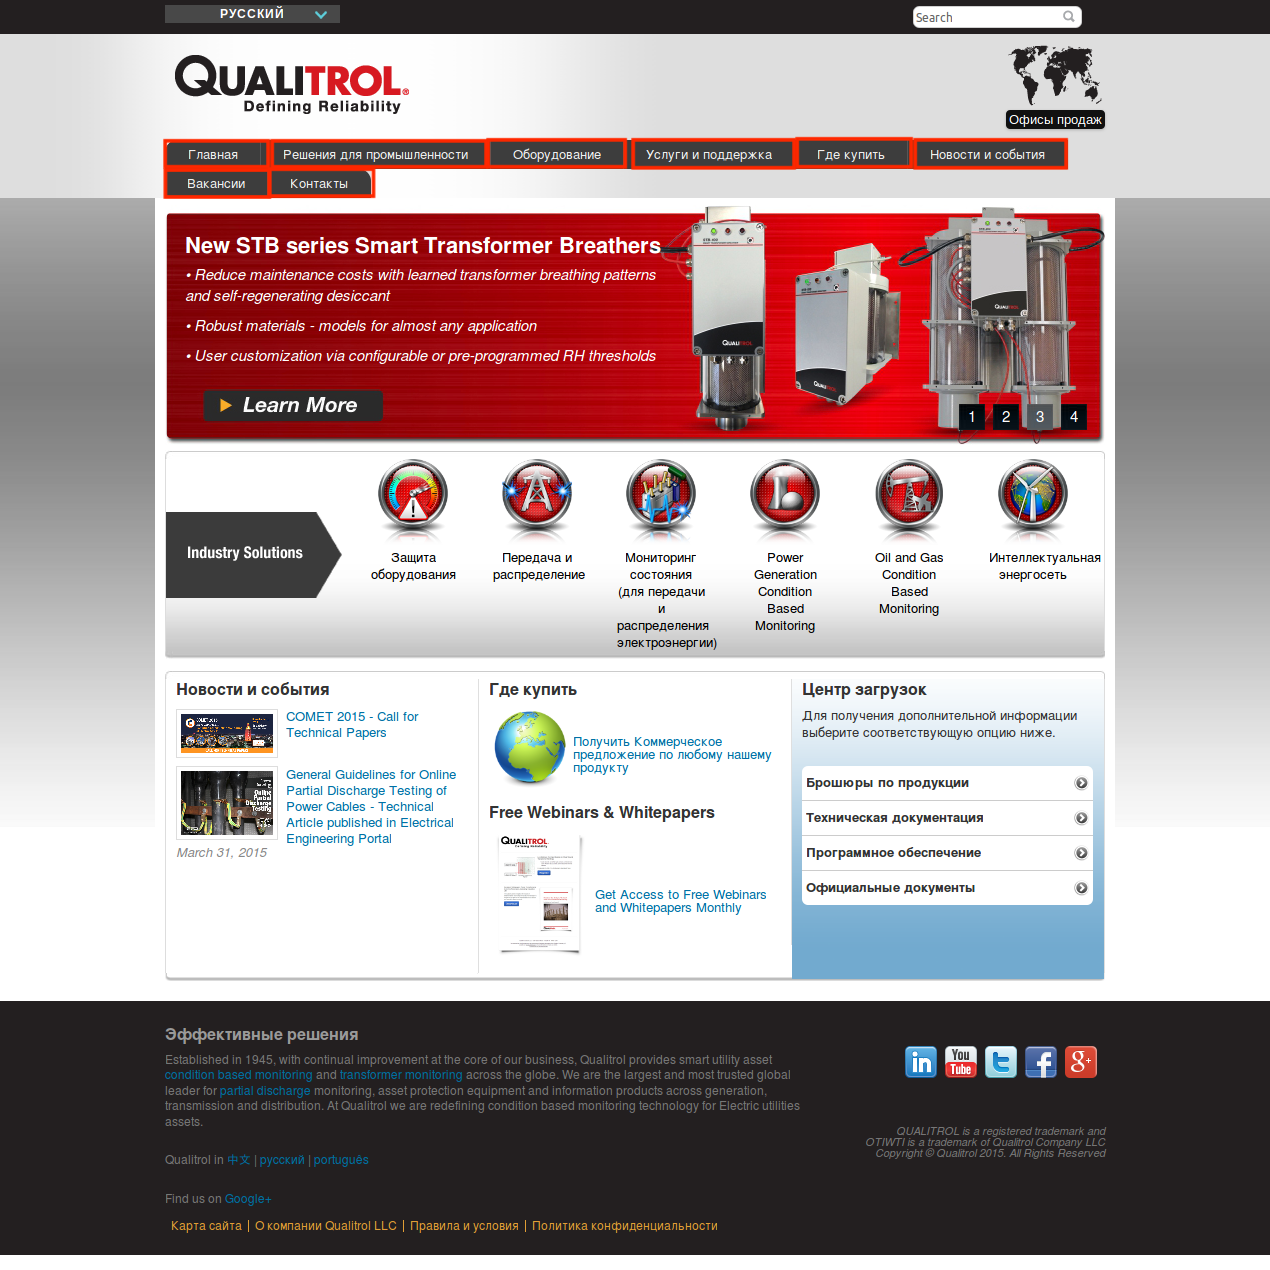 РУССКИЙ
Search
QUALITROL®
Defining Reliability
Офисы продаж
Главная
Решения для промышленности
Оборудование
Услуги и поддержка
Где купить
Новости и события
Вакансии
Контакты
New STB series Smart Transformer Breathers
• Reduce maintenance costs with learned transformer breathing patterns
and self-regenerating desiccant
• Robust materials - models for almost any application
• User customization via configurable or pre-programmed RH thresholds
Learn More
QUALITROL
QUALITROL
QUALITROL
1 2 3 4
Industry Solutions
Защита
оборудования
Передача и
распределение
Мониторинг
состояния
(для передачи
и
распределения
электроэнергии)
Power
Generation
Condition
Based
Monitoring
Oil and Gas
Condition
Based
Monitoring
Интеллектуальная
энергосеть
Новости и события
COMET 2015 - Call for
Technical Papers
Online
Partial
Discharge
Testing
General Guidelines for Online
Partial Discharge Testing of
Power Cables - Technical
Article published in Electrical
Engineering Portal
March 31, 2015
Где купить
Получить Коммерческое
предложение по любому нашему
продукту
Free Webinars & Whitepapers
QUALITROL
Get Access to Free Webinars
and Whitepapers Monthly
Центр загрузок
Для получения дополнительной информации
выберите соответствующую опцию ниже.
Брошюры по продукции
Техническая документация
Программное обеспечение
Официальные документы
Эффективные решения
Established in 1945, with continual improvement at the core of our business, Qualitrol provides smart utility asset
condition based monitoring and transformer monitoring across the globe. We are the largest and most trusted global
leader for partial discharge monitoring, asset protection equipment and information products across generation,
transmission and distribution. At Qualitrol we are redefining condition based monitoring technology for Electric utilities
assets.
Qualitrol in 中文 | русский | português
Find us on Google+
Карта сайта | О компании Qualitrol LLC | Правила и условия | Политика конфиденциальности
in
You
Tube
t
f
g+
QUALITROL is a registered trademark and
OTIWTI is a trademark of Qualitrol Company LLC
Copyright © Qualitrol 2015. All Rights Reserved